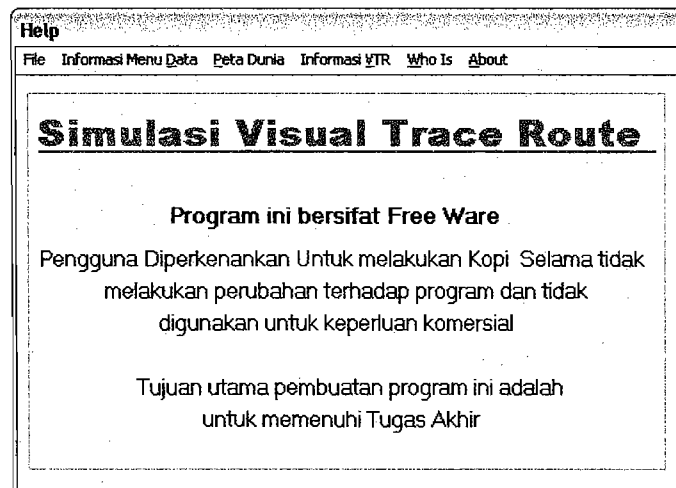 Help
File Informasi Menu Data Peta Dunia Informasi VTR Who Is About
Simulasi Visual Trace Route
Program ini bersifat Free Ware
Pengguna Diperkenankan Untuk melakukan Kopi Selama tidak
melakukan perubahan terhadap program dan tidak
digunakan untuk keperluan komersial
Tujuan utama pembuatan program ini adalah
untuk memenuhi Tugas Akhir